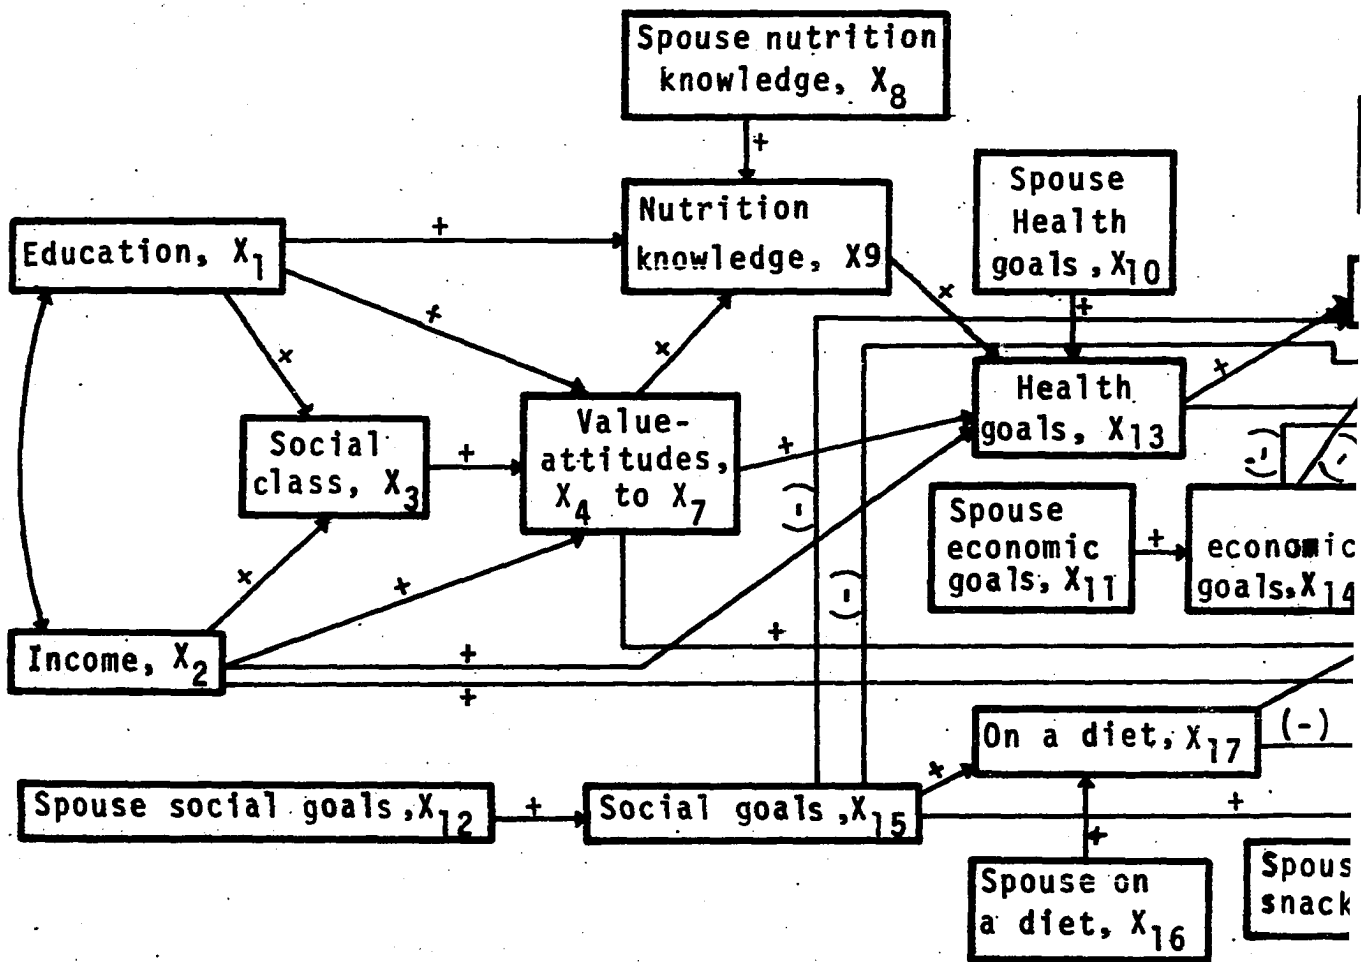 Spouse nutrition
knowledge, X8
+
Spouse
Health
goals, X10
Nutrition
knowledge, X9
+
Education, X1
+
+
+
+
+
+
Health
goals, X13
Social
class, X3
+
Value-
attitudes,
X4 to X7
+
(-)
(-)
(-)
(-)
Spouse
economic
goals, X11
+
economic
goals, X14
+
+
+
Income, X2
+
+
On a diet, X17
(-)
Spouse social goals, X12
+
Social goals, X15
+
+
+
Spouse on
a diet, X16
Spous
snack